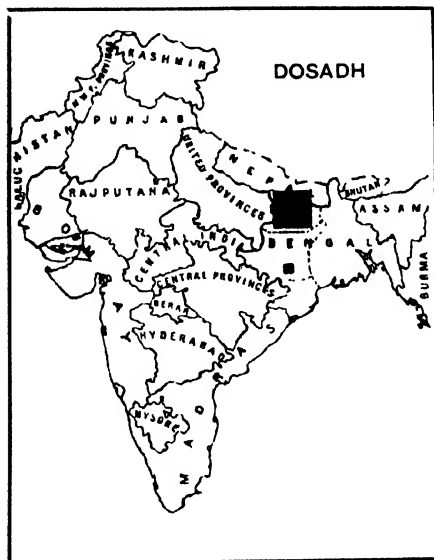 DOSADH
KASHMIR
PUNJAB
BALUCHISTAN
NEP
UNITED PROVINCES
BHUTAN
RAJPUTANA
ASSAM
CENTRAL INDIA
BENGAL
CENTRAL PROVINCES
BURMA
BERAR
HYDERABAD
MYSORE
MADRAS